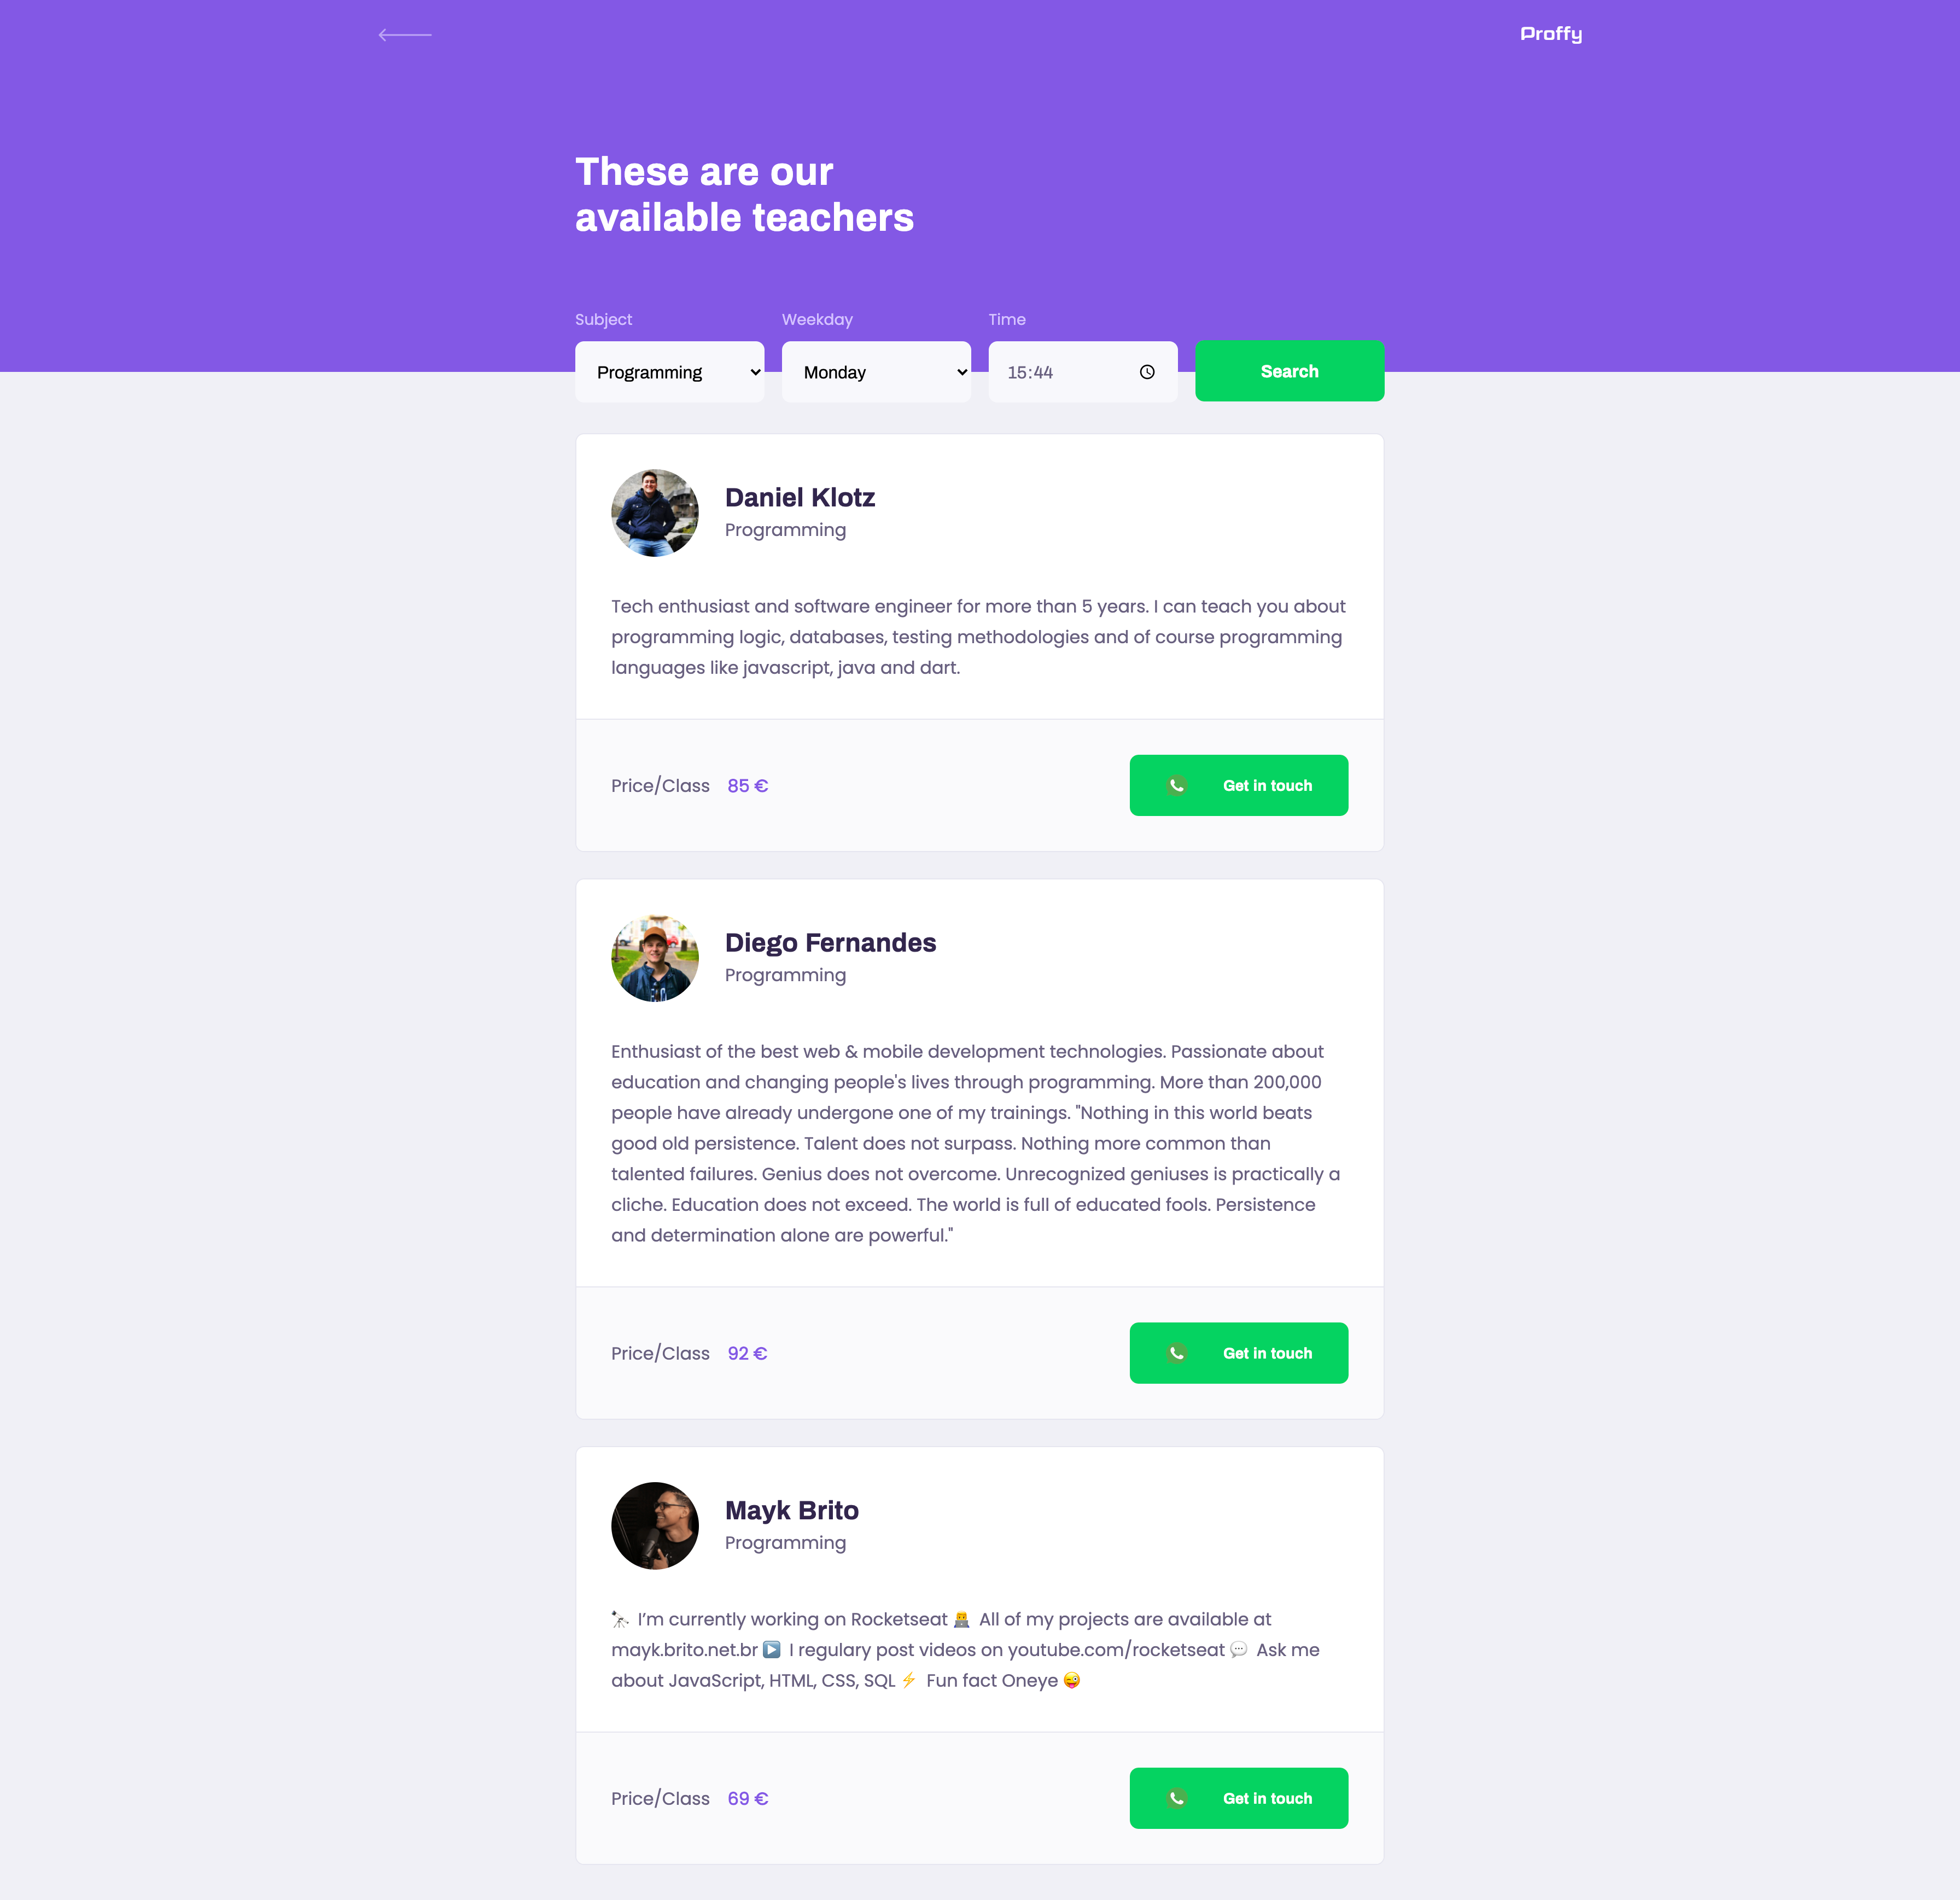 Proffy
These are our
available teachers
Subject Weekday Time
Programming Monday 15:44 Search
Daniel Klotz
Programming
Tech enthusiast and software engineer for more than 5 years. I can teach you about
programming logic, databases, testing methodologies and of course programming
languages like javascript, java and dart.
Price/Class 85 € Get in touch
Diego Fernandes
Programming
Enthusiast of the best web & mobile development technologies. Passionate about
education and changing people's lives through programming. More than 200,000
people have already undergone one of my trainings. "Nothing in this world beats
good old persistence. Talent does not surpass. Nothing more common than
talented failures. Genius does not overcome. Unrecognized geniuses is practically a
cliche. Education does not exceed. The world is full of educated fools. Persistence
and determination alone are powerful."
Price/Class 92 € Get in touch
Mayk Brito
Programming
🔭 I’m currently working on Rocketseat 👨‍💻 All of my projects are available at
mayk.brito.net.br ▶️ I regulary post videos on youtube.com/rocketseat 💬 Ask me
about JavaScript, HTML, CSS, SQL ⚡ Fun fact Oneye 😜
Price/Class 69 € Get in touch